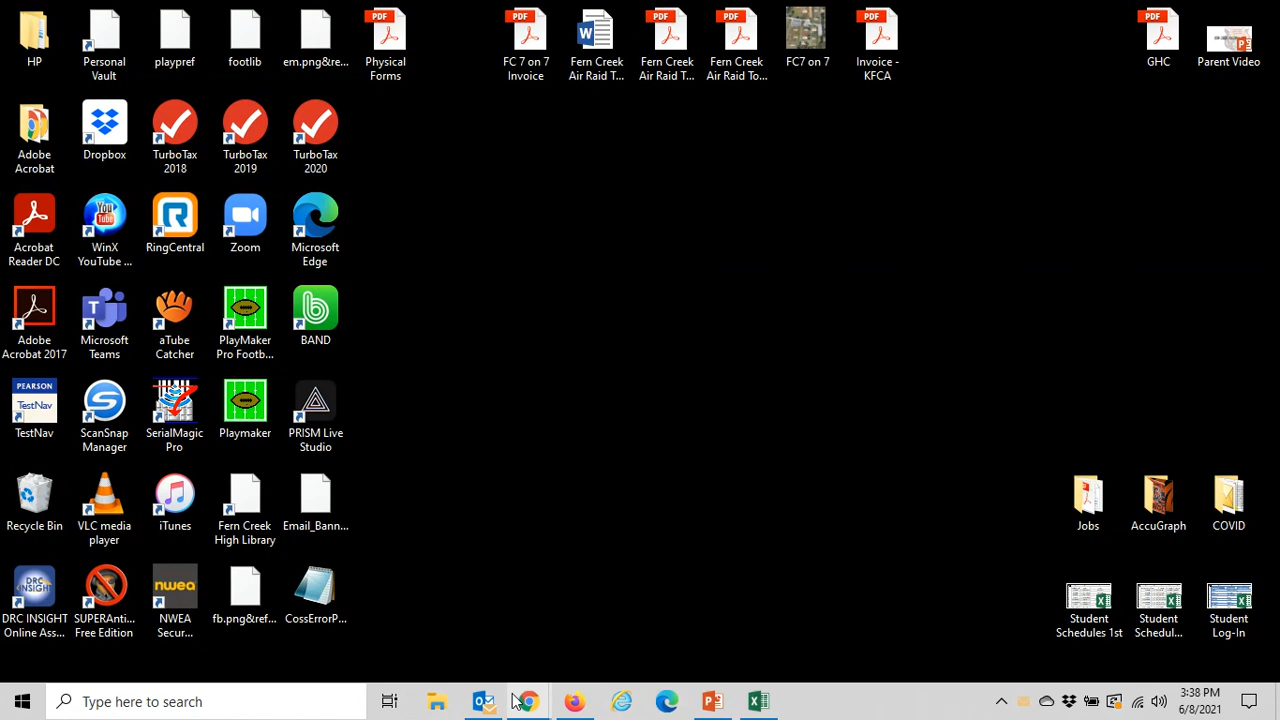 HP
Personal
Vault
playpref
footlib
em.png&re...
Physical
Forms
FC 7 on 7
Invoice
Fern Creek
Air Raid T...
Fern Creek
Air Raid T...
Fern Creek
Air Raid To...
FC7 on 7
Invoice -
KFCA
GHC
Parent Video
PDF
PDF
PDF
PDF
PDF
PDF
Adobe
Acrobat
Dropbox
TurboTax
2018
TurboTax
2019
TurboTax
2020
Acrobat
Reader DC
You
Tube
WinX
YouTube ...
RingCentral
Zoom
Microsoft
Edge
Adobe
Acrobat 2017
Microsoft
Teams
aTube
Catcher
PlayMaker
Pro Footb...
BAND
PEARSON
TestNav
TestNav
ScanSnap
Manager
SerialMagic
Pro
Playmaker
PRISM Live
Studio
Recycle Bin
VLC media
player
iTunes
Fern Creek
High Library
Email_Bann...
Jobs
AccuGraph
COVID
DRC
INSIGHT
DRC INSIGHT
Online Ass...
SUPERAnti...
Free Edition
nwea
NWEA
Secur...
fb.png&ref...
CossErrorP...
Student
Schedules 1st
Student
Schedul...
Student
Log-In
Type here to search
3:38 PM
6/8/2021